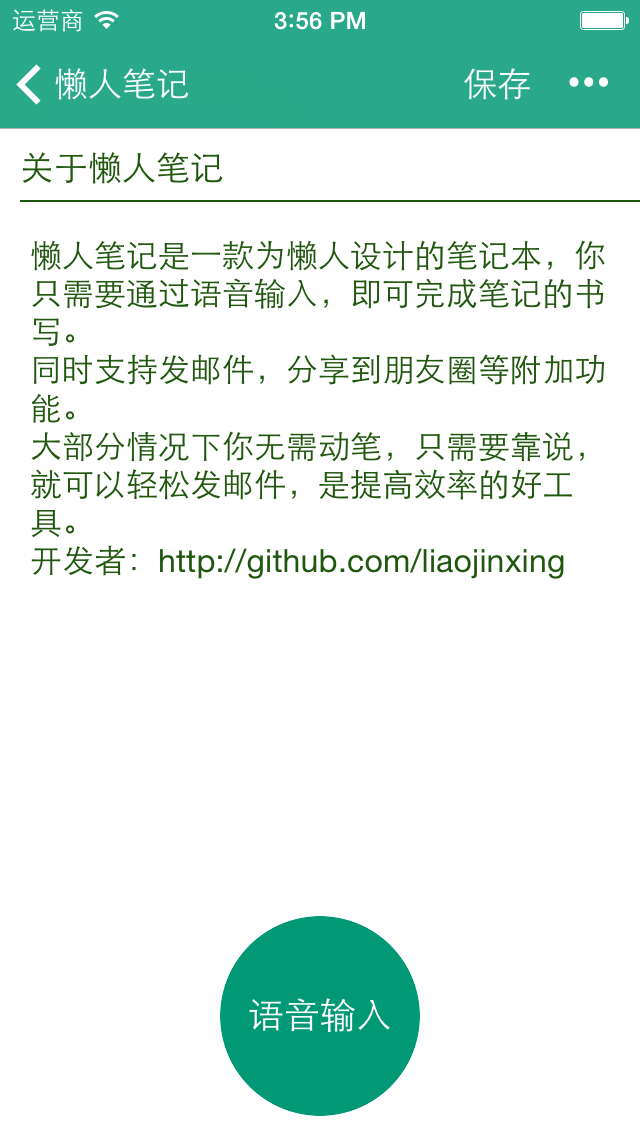 运营商 3:56 PM
懒人笔记 保存 •••
关于懒人笔记
懒人笔记是一款为懒人设计的笔记本，你
只需要通过语音输入，即可完成笔记的书
写。
同时支持发邮件，分享到朋友圈等附加功
能。
大部分情况下你无需动笔，只需要靠说，
就可以轻松发邮件，是提高效率的好工
具。
开发者：http://github.com/liaojinxing
语音输入